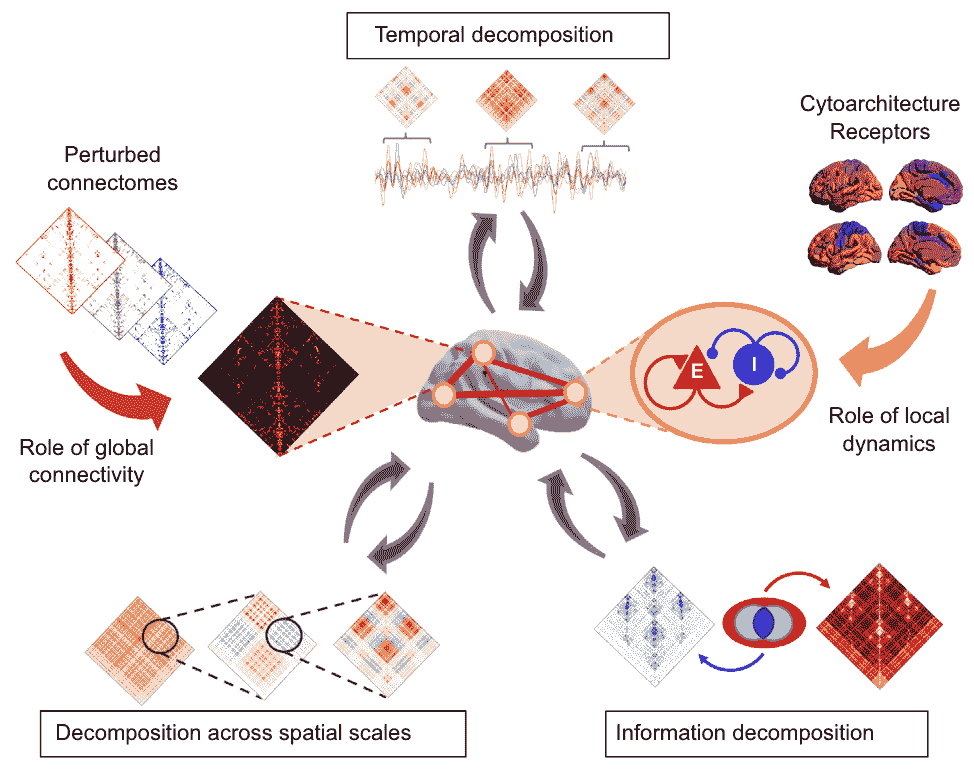 Temporal decomposition
Cytoarchitecture
Receptors
Perturbed
connectomes
E
I
Role of global
connectivity
Role of local
dynamics
Decomposition across spatial scales
Information decomposition